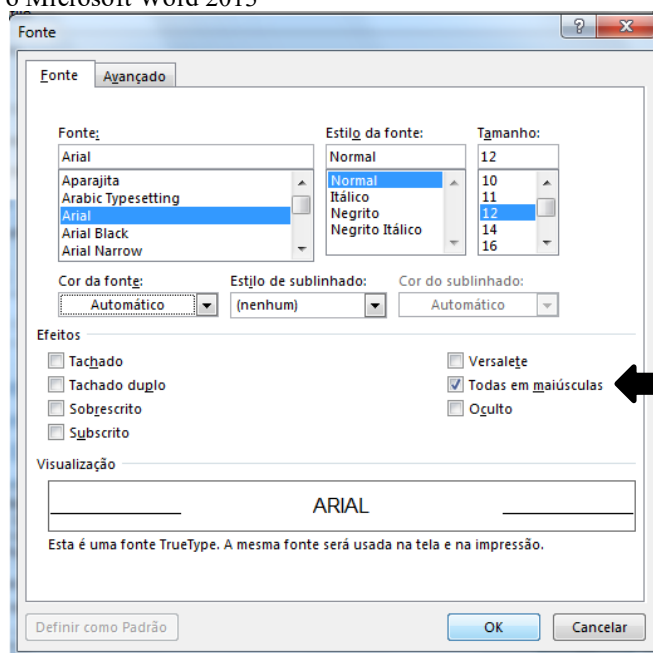 o Microsoft Word 2013
Fonte
Fonte Avançado
Fonte: Estilo da fonte: Tamanho:
Arial Normal 12
Aparajita Normal 10
Arabic Typesetting Itálico 11
Arial Negrito 12
Arial Black Negrito Itálico 14
Arial Narrow 16
Cor da fonte: Estilo de sublinhado: Cor do sublinhado:
Automático (nenhum) Automático
Efeitos
Tachado Versalete
Tachado duplo Todas em maiúsculas
Sobrescrito Oculto
Subscrito
Visualização
ARIAL
Esta é uma fonte TrueType. A mesma fonte será usada na tela e na impressão.
Definir como Padrão OK Cancelar